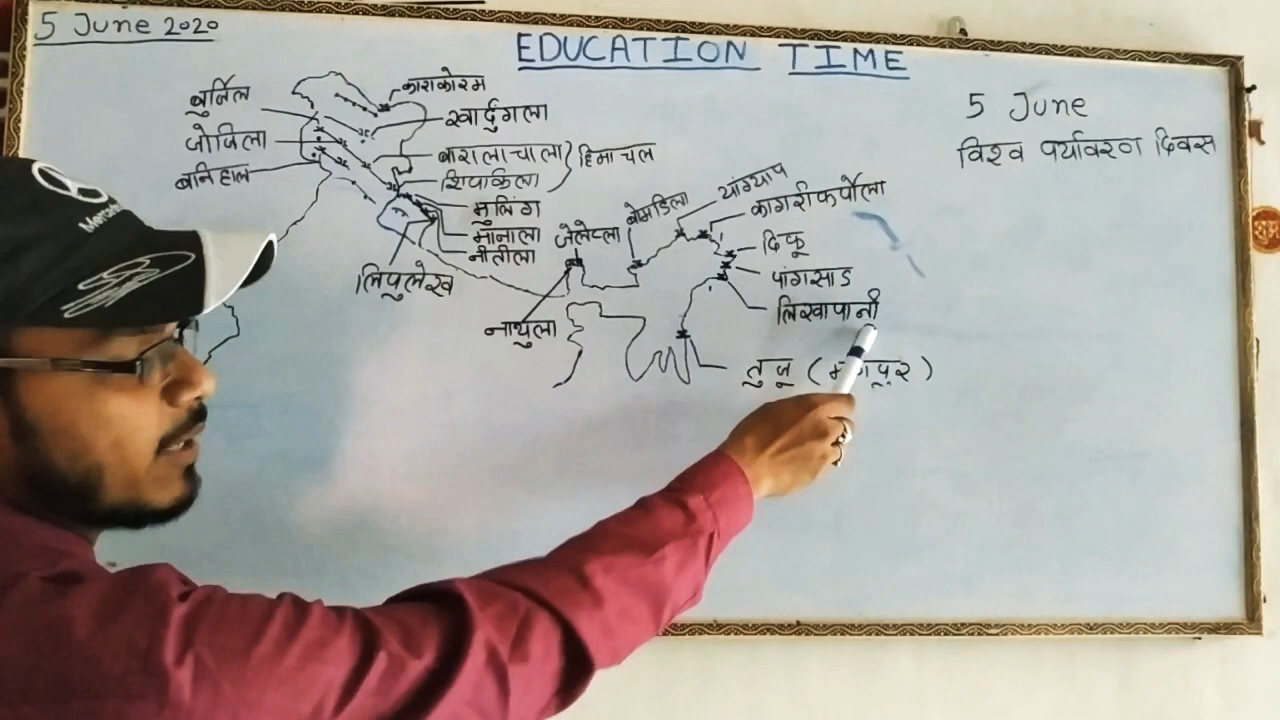 5 June 2020
EDUCATION TIME
5 June
विश्व पर्यावरण दिवस
काराकोरम
बुर्जिल
खार्दुंगला
जोजिला
बारालाचाला
हिमाचल
बनिहाल
शिपकिला
मुलिंग
मानाला
नीतीला
लिपुलेख
जेलेप्ला
नाथुला
बोमडिला
यांग्याप
कागरीकर्पोला
दिफू
पांगसाड
लिखापानी
तुजू (